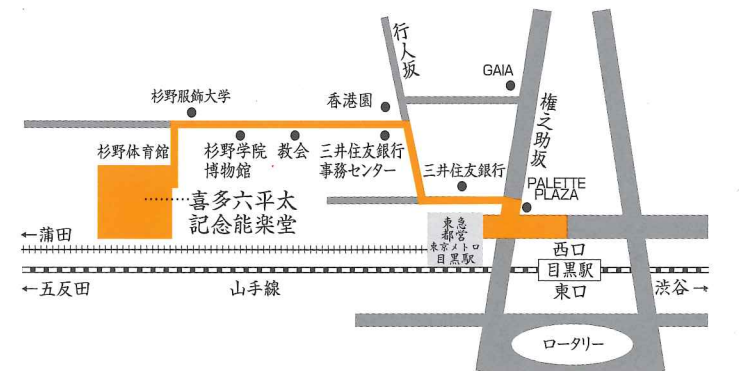 行人坂
GAIA
杉野服飾大学
香港園
権之助坂
杉野体育館
杉野学院
博物館
教会
三井住友銀行
事務センター
三井住友銀行
PALETTE
PLAZA
喜多六平太
記念能楽堂
東急
都営
東京メトロ
目黒駅
←蒲田
西口
目黒駅
東口
←五反田
山手線
渋谷→
ロータリー